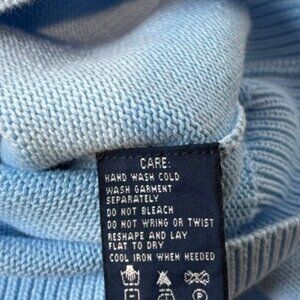 CARE:
HAND WASH COLD
WASH GARMENT
SEPARATELY
DO NOT BLEACH
DO NOT WRING OR TWIST
RESHAPE AND LAY
FLAT TO DRY
COOL IRON WHEN NEEDED